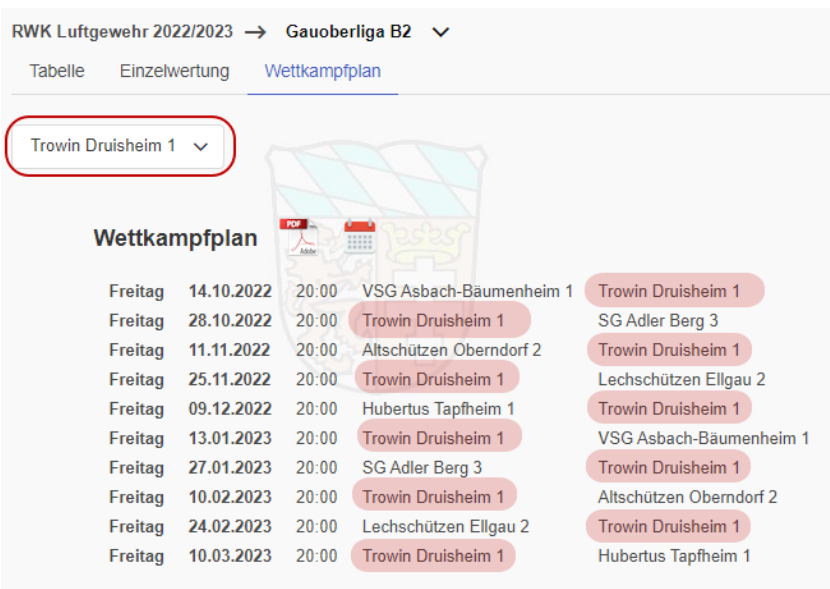 RWK Luftgewehr 2022/2023 → Gauoberliga B2
Tabelle Einzelwertung Wettkampfplan
Trowin Druisheim 1
Wettkampfplan PDF Adobe
Freitag 14.10.2022 20:00 VSG Asbach-Bäumenheim 1 Trowin Druisheim 1
Freitag 28.10.2022 20:00 Trowin Druisheim 1 SG Adler Berg 3
Freitag 11.11.2022 20:00 Altschützen Oberndorf 2 Trowin Druisheim 1
Freitag 25.11.2022 20:00 Trowin Druisheim 1 Lechschützen Ellgau 2
Freitag 09.12.2022 20:00 Hubertus Tapfheim 1 Trowin Druisheim 1
Freitag 13.01.2023 20:00 Trowin Druisheim 1 VSG Asbach-Bäumenheim 1
Freitag 27.01.2023 20:00 SG Adler Berg 3 Trowin Druisheim 1
Freitag 10.02.2023 20:00 Trowin Druisheim 1 Altschützen Oberndorf 2
Freitag 24.02.2023 20:00 Lechschützen Ellgau 2 Trowin Druisheim 1
Freitag 10.03.2023 20:00 Trowin Druisheim 1 Hubertus Tapfheim 1